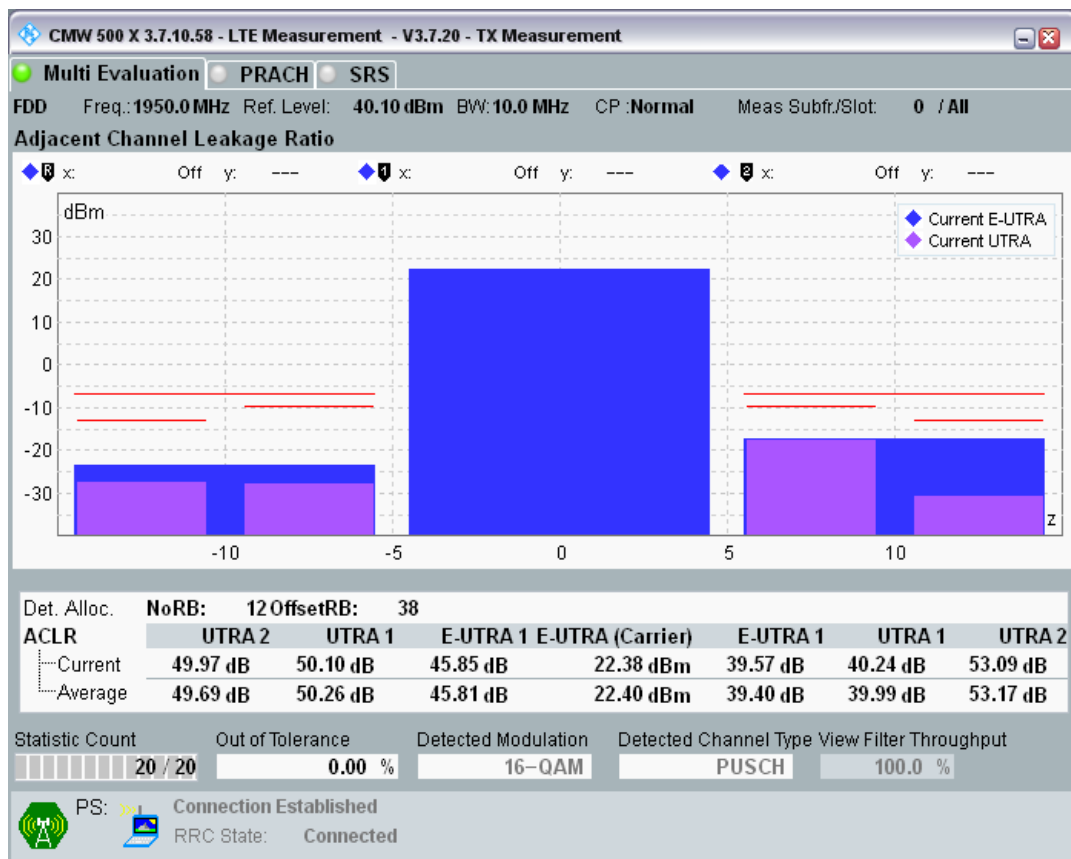 CMW 500 X 3.7.10.58 - LTE Measurement - V3.7.20 - TX Measurement
Multi Evaluation PRACH SRS
FDD Freq.:1950.0 MHz Ref. Level: 40.10 dBm BW:10.0 MHz CP :Normal Meas Subfr./Slot: 0 / All
Adjacent Channel Leakage Ratio
R x: Off y: --- 1 x: Off y: --- 2 x: Off y: ---
dBm
Current E-UTRA
Current UTRA
30
20
10
0
-10
-20
-30
z
-10 -5 0 5 10
Det. Alloc. NoRB: 12 OffsetRB: 38
ACLR UTRA 2 UTRA 1 E-UTRA 1 E-UTRA (Carrier) E-UTRA 1 UTRA 1 UTRA 2
Current 49.97 dB 50.10 dB 45.85 dB 22.38 dBm 39.57 dB 40.24 dB 53.09 dB
Average 49.69 dB 50.26 dB 45.81 dB 22.40 dBm 39.40 dB 39.99 dB 53.17 dB
Statistic Count Out of Tolerance Detected Modulation Detected Channel Type View Filter Throughput
20 / 20 0.00 % 16-QAM PUSCH 100.0 %
PS: Connection Established
RRC State: Connected